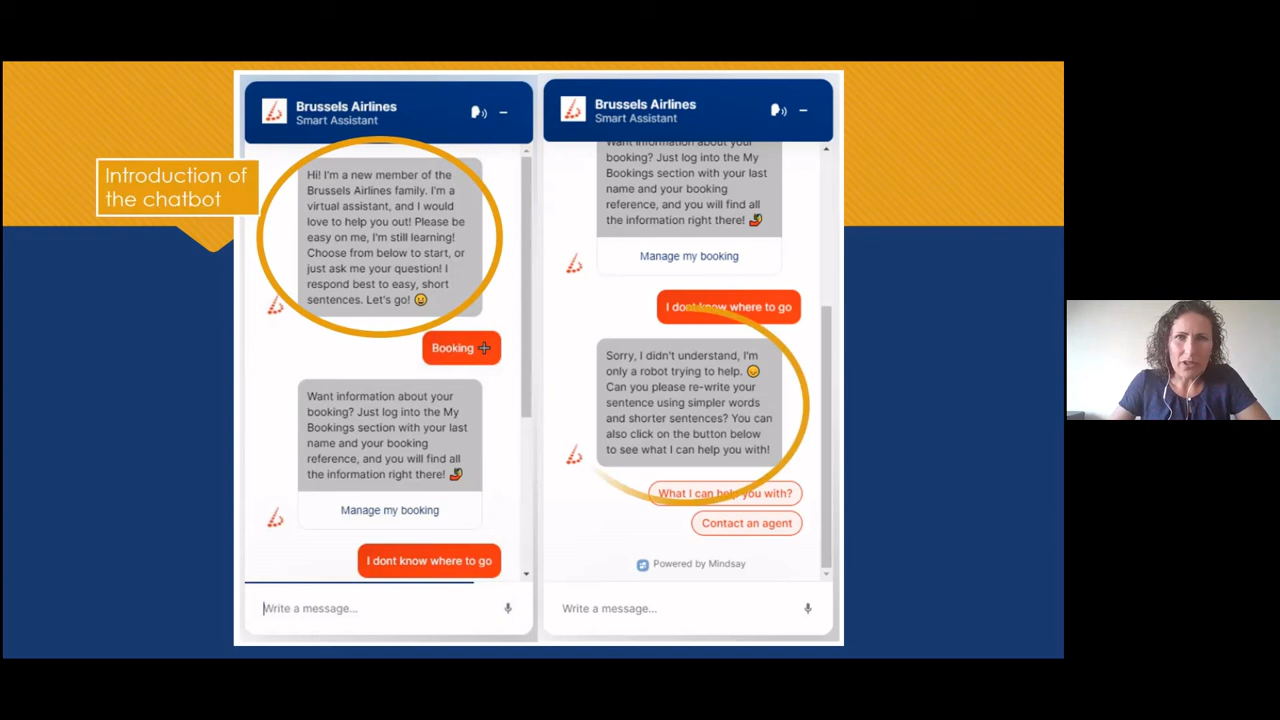 Introduction of
the chatbot
Brussels Airlines
Smart Assistant
Hi! I'm a new member of the
Brussels Airlines family. I'm a
virtual assistant, and I would
love to help you out! Please be
easy on me, I'm still learning!
Choose from below to start, or
just ask me your question! I
respond best to easy, short
sentences. Let's go!
Booking
Want information about your
booking? Just log into the My
Bookings section with your last
name and your booking
reference, and you will find all
the information right there!
Manage my booking
I dont know where to go
Write a message...
Brussels Airlines
Smart Assistant
Want information about your
booking? Just log into the My
Bookings section with your last
name and your booking
reference, and you will find all
the information right there!
Manage my booking
I dont know where to go
Sorry, I didn't understand, I'm
only a robot trying to help.
Can you please re-write your
sentence using simpler words
and shorter sentences? You can
also click on the button below
to see what I can help you with!
What I can help you with?
Contact an agent
Powered by Mindsay
Write a message...